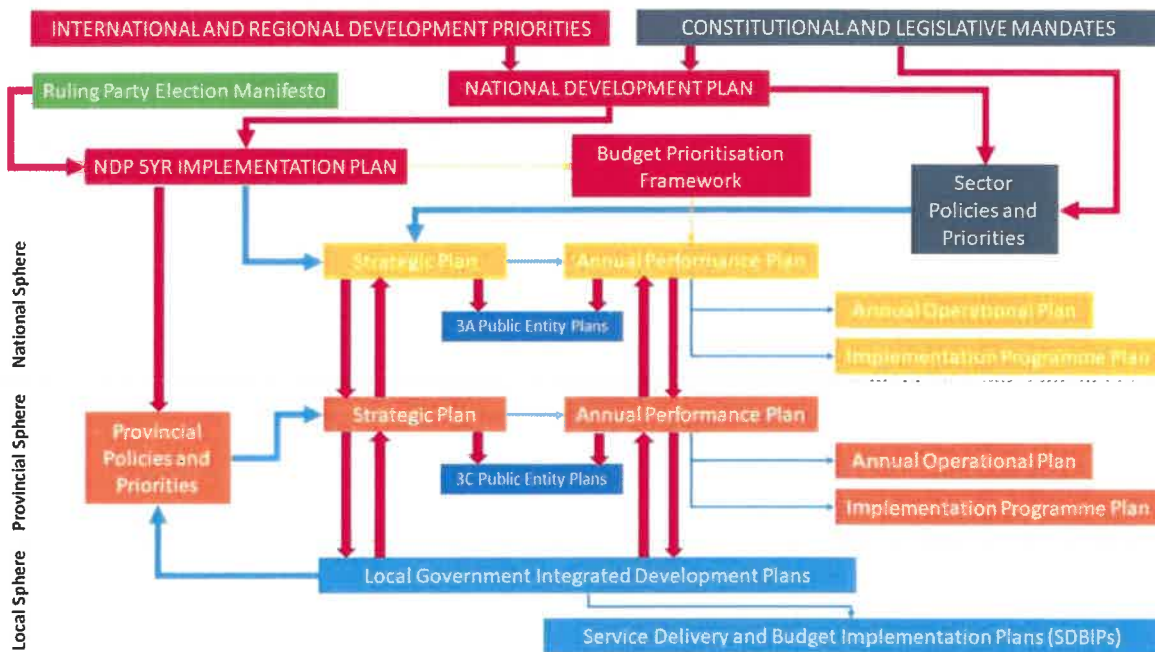 INTERNATIONAL AND REGIONAL DEVELOPMENT PRIORITIES
CONSTITUTIONAL AND LEGISLATIVE MANDATES
Ruling Party Election Manifesto
NATIONAL DEVELOPMENT PLAN
NDP 5YR IMPLEMENTATION PLAN
Budget Prioritisation
Framework
Sector
Policies and
Priorities
National Sphere
Strategic Plan
Annual Performance Plan
3A Public Entity Plans
Annual Operational Plan
Implementation Programme Plan
Provincial Sphere
Provincial
Policies and
Priorities
Strategic Plan
Annual Performance Plan
3C Public Entity Plans
Annual Operational Plan
Implementation Programme Plan
Local Sphere
Local Government Integrated Development Plans
Service Delivery and Budget Implementation Plans (SDBIPs)